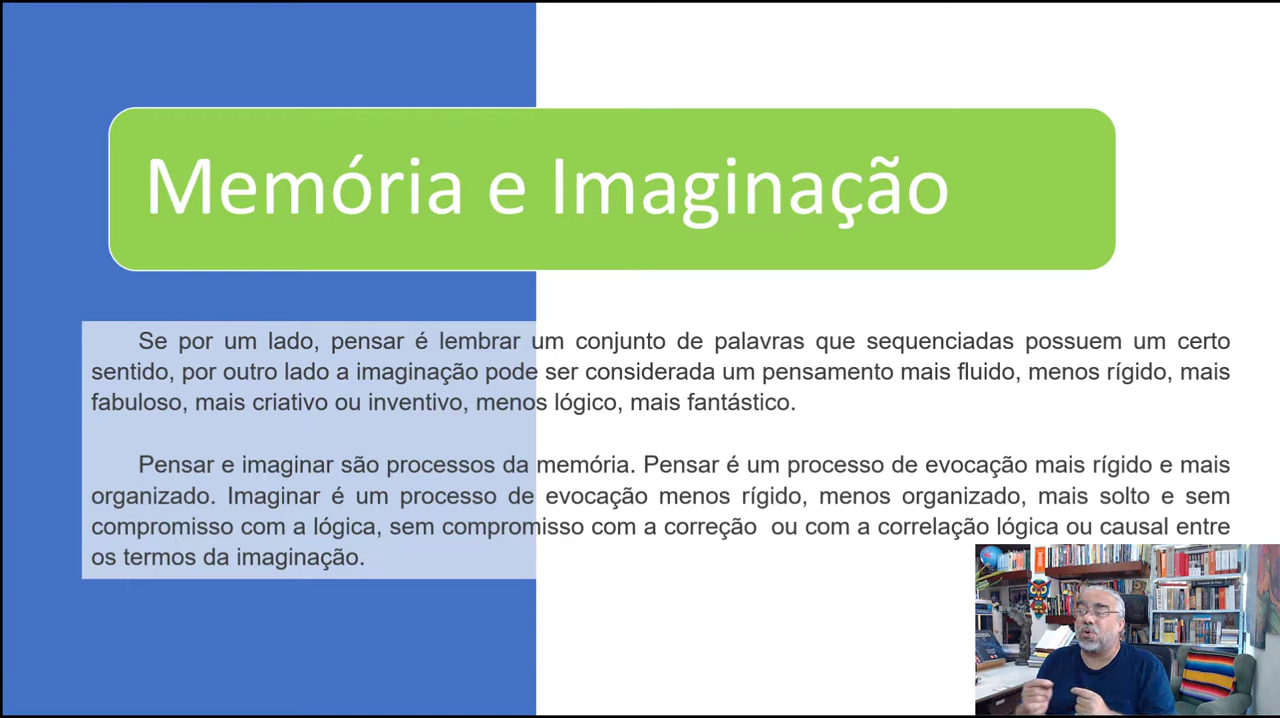 Memória e Imaginação
Se por um lado, pensar é lembrar um conjunto de palavras que sequenciadas possuem um certo
sentido, por outro lado a imaginação pode ser considerada um pensamento mais fluido, menos rígido, mais
fabuloso, mais criativo ou inventivo, menos lógico, mais fantástico.
Pensar e imaginar são processos da memória. Pensar é um processo de evocação mais rígido e mais
organizado. Imaginar é um processo de evocação menos rígido, menos organizado, mais solto e sem
compromisso com a lógica, sem compromisso com a correção ou com a correlação lógica ou causal entre
os termos da imaginação.